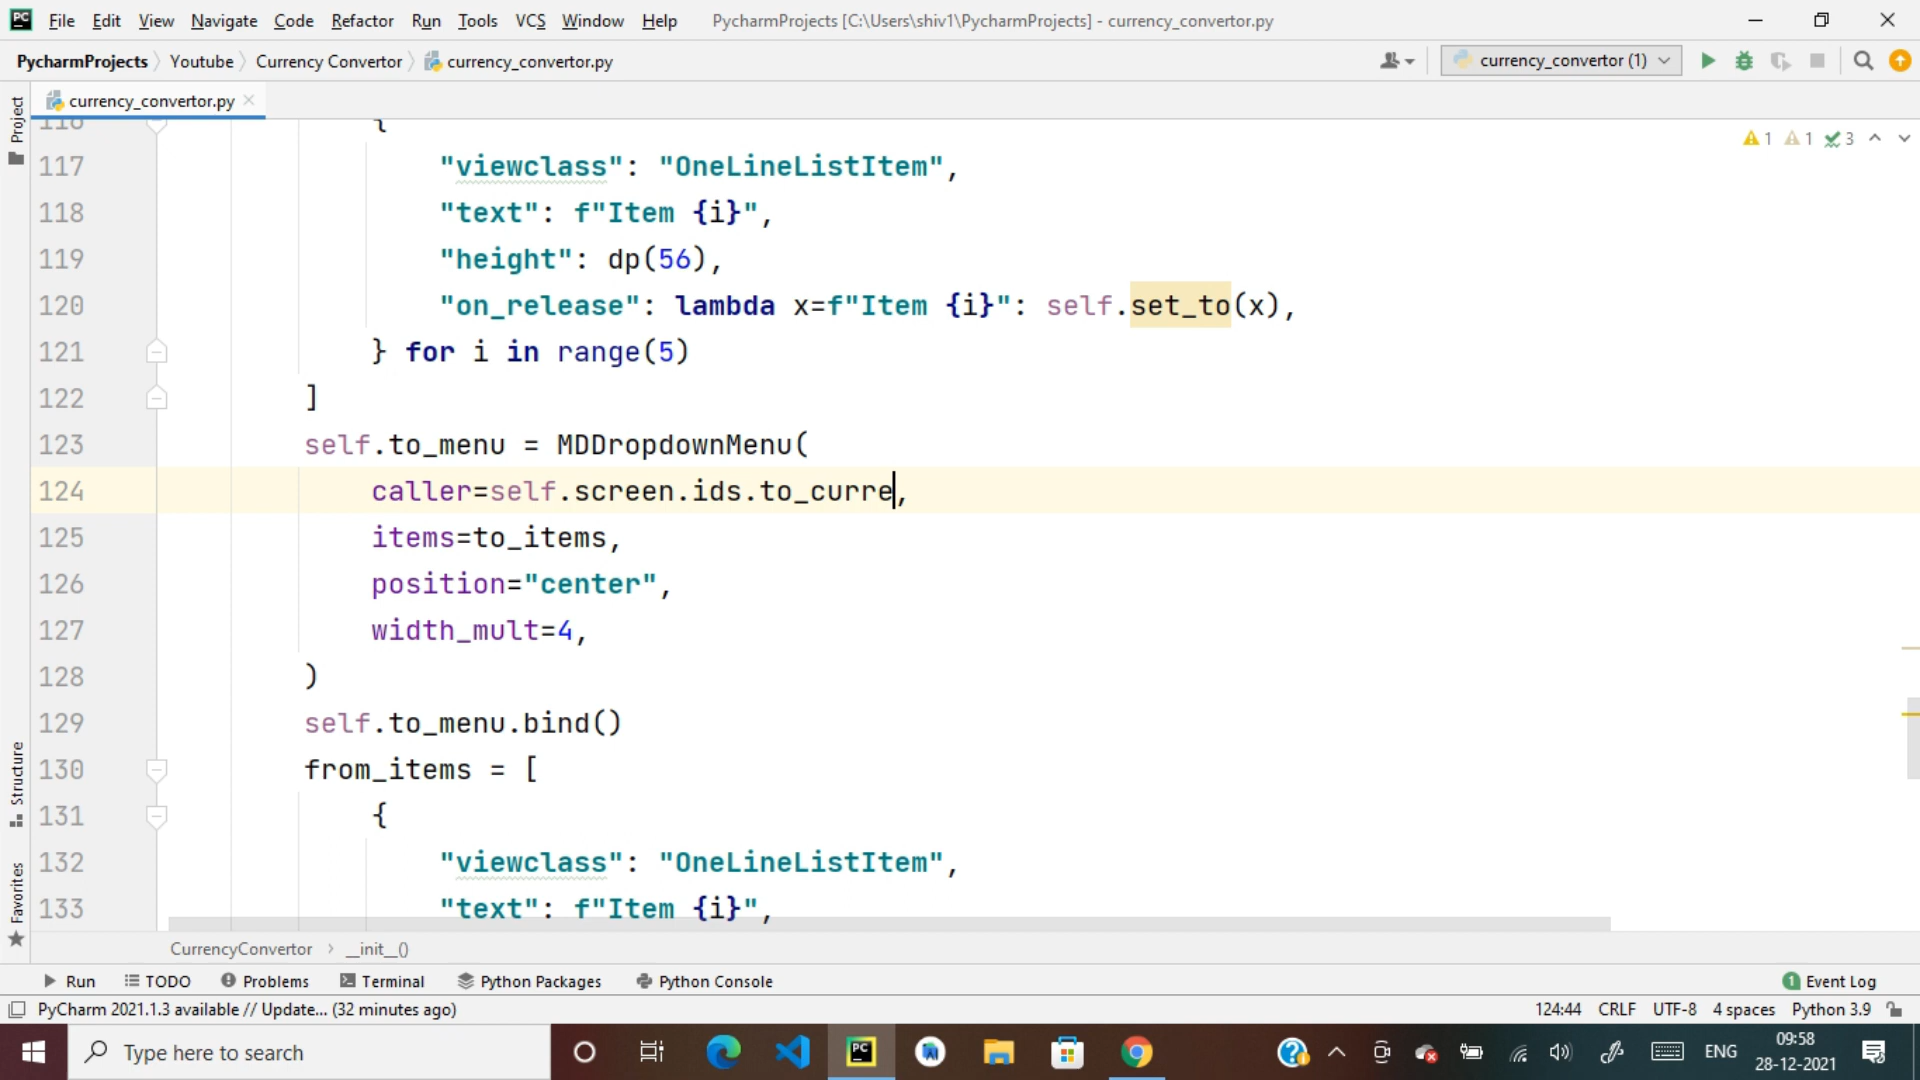 PC File Edit View Navigate Code Refactor Run Tools VCS Window Help PycharmProjects [C:\Users\shiv1\PycharmProjects] - currency_convertor.py
PycharmProjects Youtube Currency Convertor currency_convertor.py currency_convertor (1)
currency_convertor.py
Project
116 {
1 1 3
117 "viewclass": "OneLineListItem",
118 "text": f"Item {i}",
119 "height": dp(56),
120 "on_release": lambda x=f"Item {i}": self.set_to(x),
121 } for i in range(5)
122 ]
123 self.to_menu = MDDropdownMenu(
124 caller=self.screen.ids.to_curre,
125 items=to_items,
126 position="center",
127 width_mult=4,
128 )
129 self.to_menu.bind()
130 from_items = [
131 {
132 "viewclass": "OneLineListItem",
133 "text": f"Item {i}",
Structure
Favorites
CurrencyConvertor __init__()
Run TODO Problems Terminal Python Packages Python Console 1 Event Log
PyCharm 2021.1.3 available // Update... (32 minutes ago) 124:44 CRLF UTF-8 4 spaces Python 3.9
Type here to search PC ENG 09:58
28-12-2021